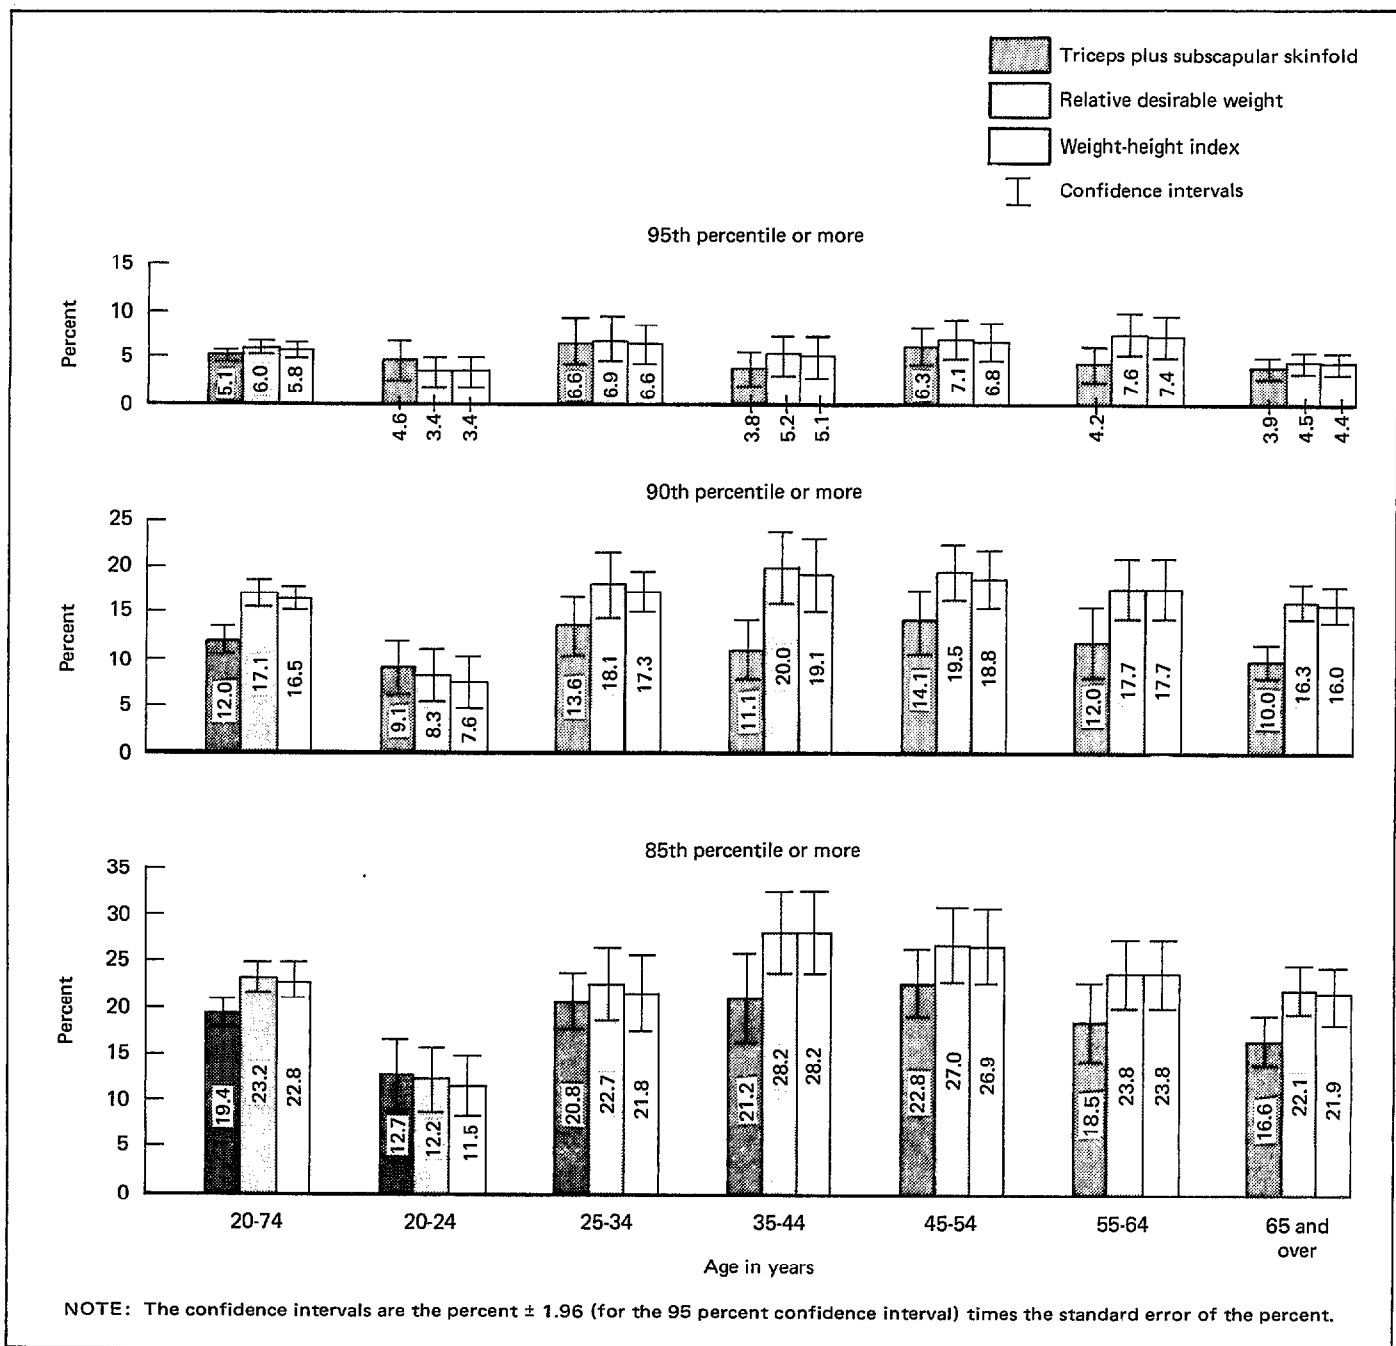 Triceps plus subscapular skinfold
Relative desirable weight
Weight-height index
Confidence intervals
95th percentile or more
Percent
15
10
5
0
5.1 6.0 5.8
4.6 3.4 3.4
6.6 6.9 6.6
3.8 5.2 5.1
6.3 7.1 6.8
4.2 7.6 7.4
3.9 4.5 4.4
90th percentile or more
Percent
25
20
15
10
5
0
12.0 17.1 16.5
9.1 8.3 7.6
13.6 18.1 17.3
11.1 20.0 19.1
14.1 19.5 18.8
12.0 17.7 17.7
10.0 16.3 16.0
85th percentile or more
Percent
35
30
25
20
15
10
5
0
19.4 23.2 22.8
12.7 12.2 11.5
20.8 22.7 21.8
21.2 28.2 28.2
22.8 27.0 26.9
18.5 23.8 23.8
16.6 22.1 21.9
20-74 20-24 25-34 35-44 45-54 55-64 65 and
over
Age in years
NOTE: The confidence intervals are the percent ± 1.96 (for the 95 percent confidence interval) times the standard error of the percent.